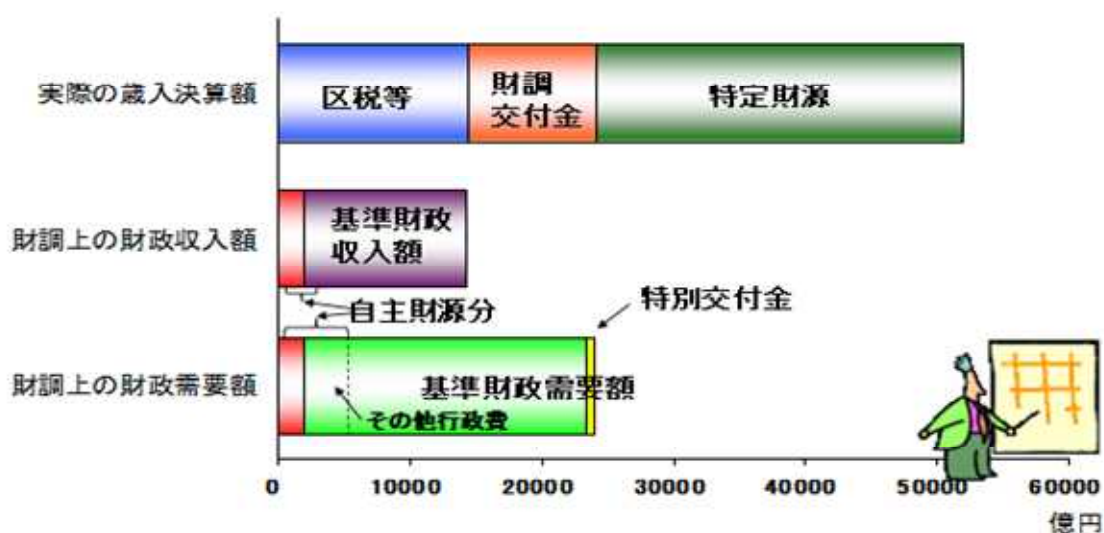 実際の歳入決算額
区税等
財調
交付金
特定財源
財調上の財政収入額
基準財政
収入額
自主財源分
特別交付金
財調上の財政需要額
基準財政需要額
その他行政費
0 10000 20000 30000 40000 50000 60000
億円